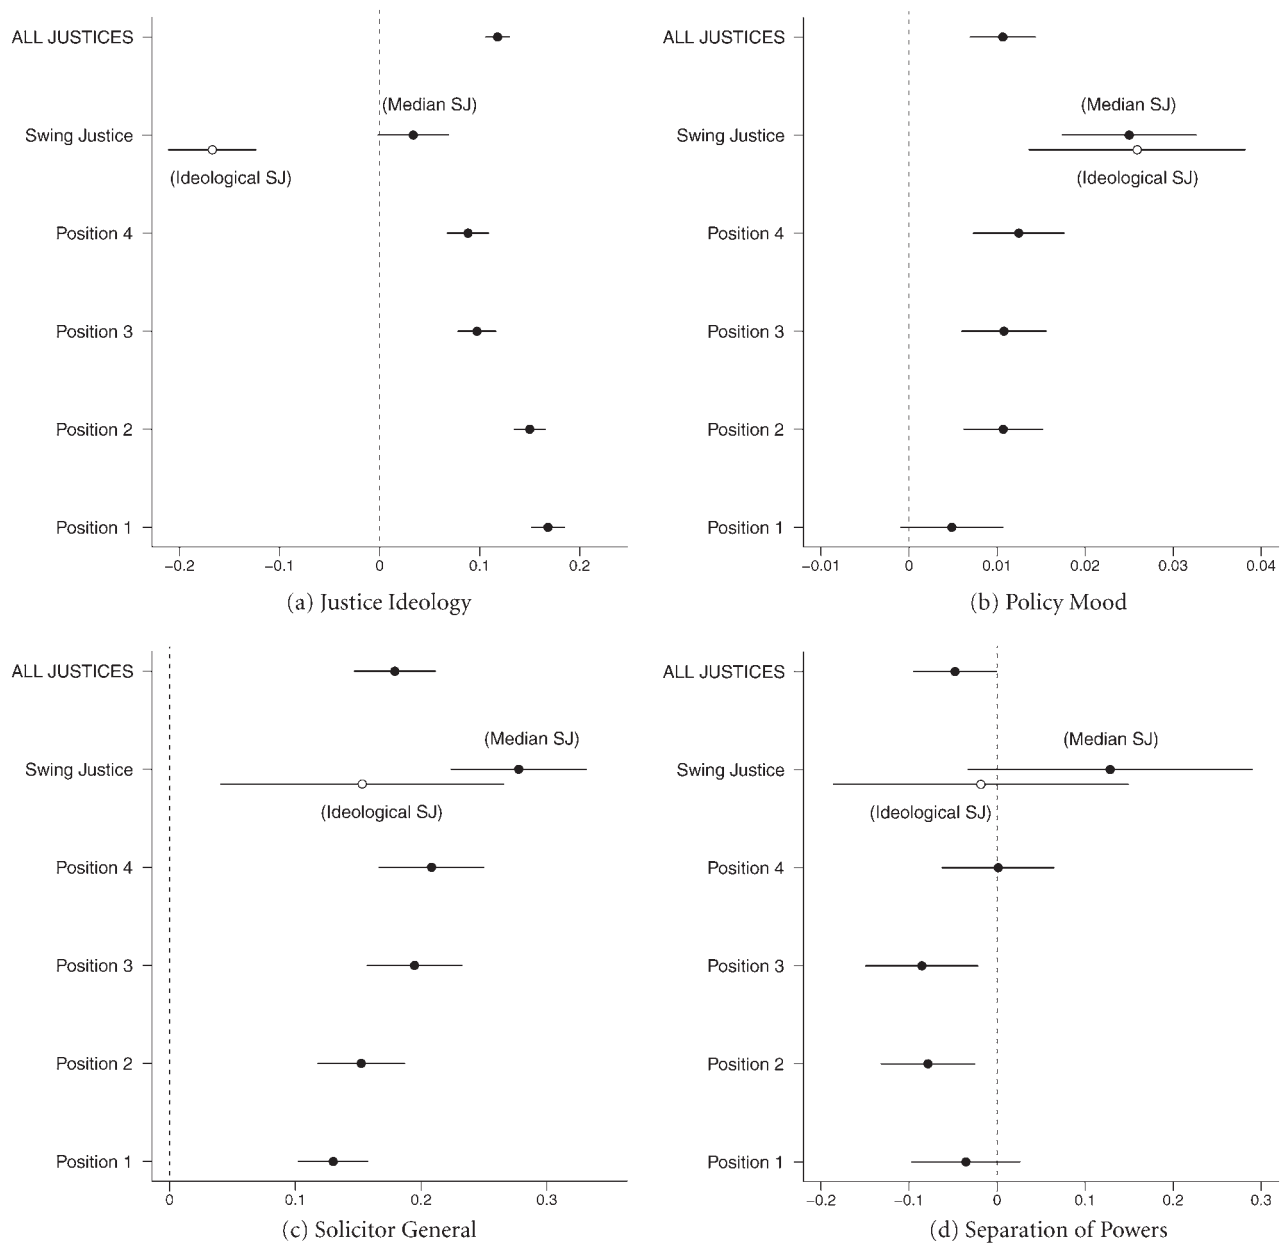 ALL JUSTICES
(Median SJ)
Swing Justice
(Ideological SJ)
Position 4
Position 3
Position 2
Position 1
−0.2
−0.1
0
0.1
0.2
(a) Justice Ideology
ALL JUSTICES
(Median SJ)
Swing Justice
(Ideological SJ)
Position 4
Position 3
Position 2
Position 1
−0.01
0
0.01
0.02
0.03
0.04
(b) Policy Mood
ALL JUSTICES
(Median SJ)
Swing Justice
(Ideological SJ)
Position 4
Position 3
Position 2
Position 1
0
0.1
0.2
0.3
(c) Solicitor General
ALL JUSTICES
(Median SJ)
Swing Justice
(Ideological SJ)
Position 4
Position 3
Position 2
Position 1
−0.2
−0.1
0
0.1
0.2
0.3
(d) Separation of Powers